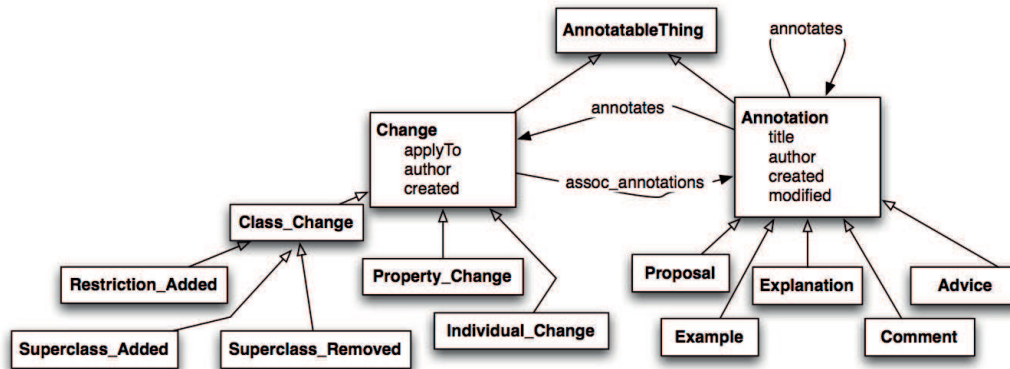 AnnotatableThing
annotates
annotates
Change
applyTo
author
created
Annotation
title
author
created
modified
assoc_annotations
Class_Change
Restriction_Added
Property_Change
Proposal
Explanation
Advice
Superclass_Added
Superclass_Removed
Individual_Change
Example
Comment